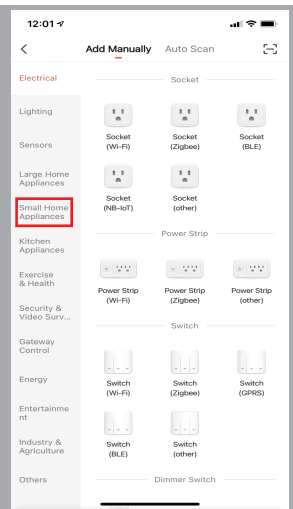 12:01
Add Manually Auto Scan
Electrical
Lighting
Sensors
Large Home
Appliances
Small Home
Appliances
Kitchen
Appliances
Exercise
& Health
Security &
Video Surv...
Gateway
Control
Energy
Entertainme
nt
Industry &
Agriculture
Others
Socket
Socket
(Wi-Fi)
Socket
(Zigbee)
Socket
(BLE)
Socket
(NB-IoT)
Socket
(other)
Power Strip
Power Strip
(Wi-Fi)
Power Strip
(Zigbee)
Power Strip
(other)
Switch
Switch
(Wi-Fi)
Switch
(Zigbee)
Switch
(GPRS)
Switch
(BLE)
Switch
(other)
Dimmer Switch